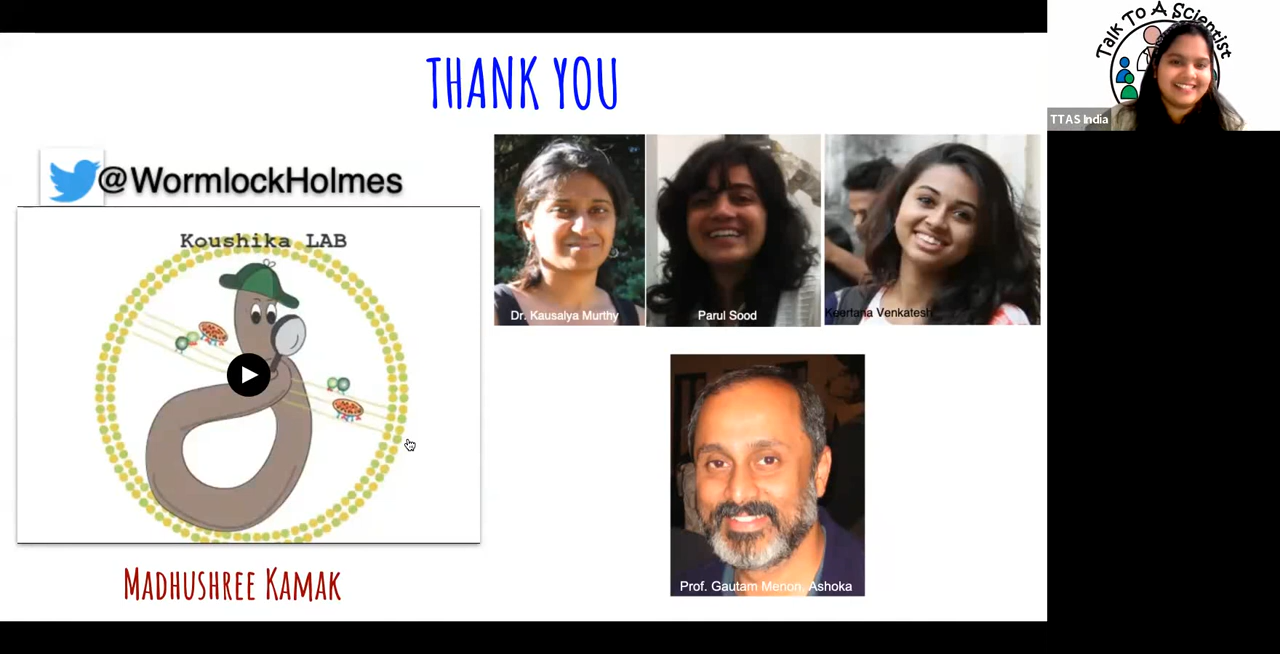 THANK YOU
Talk To A Scientist
TTAS India
@WormlockHolmes
Koushika LAB
Dr. Kausalya Murthy
Parul Sood
Keertana Venkatesh
Prof. Gautam Menon, Ashoka
MADHUSHREE KAMAK